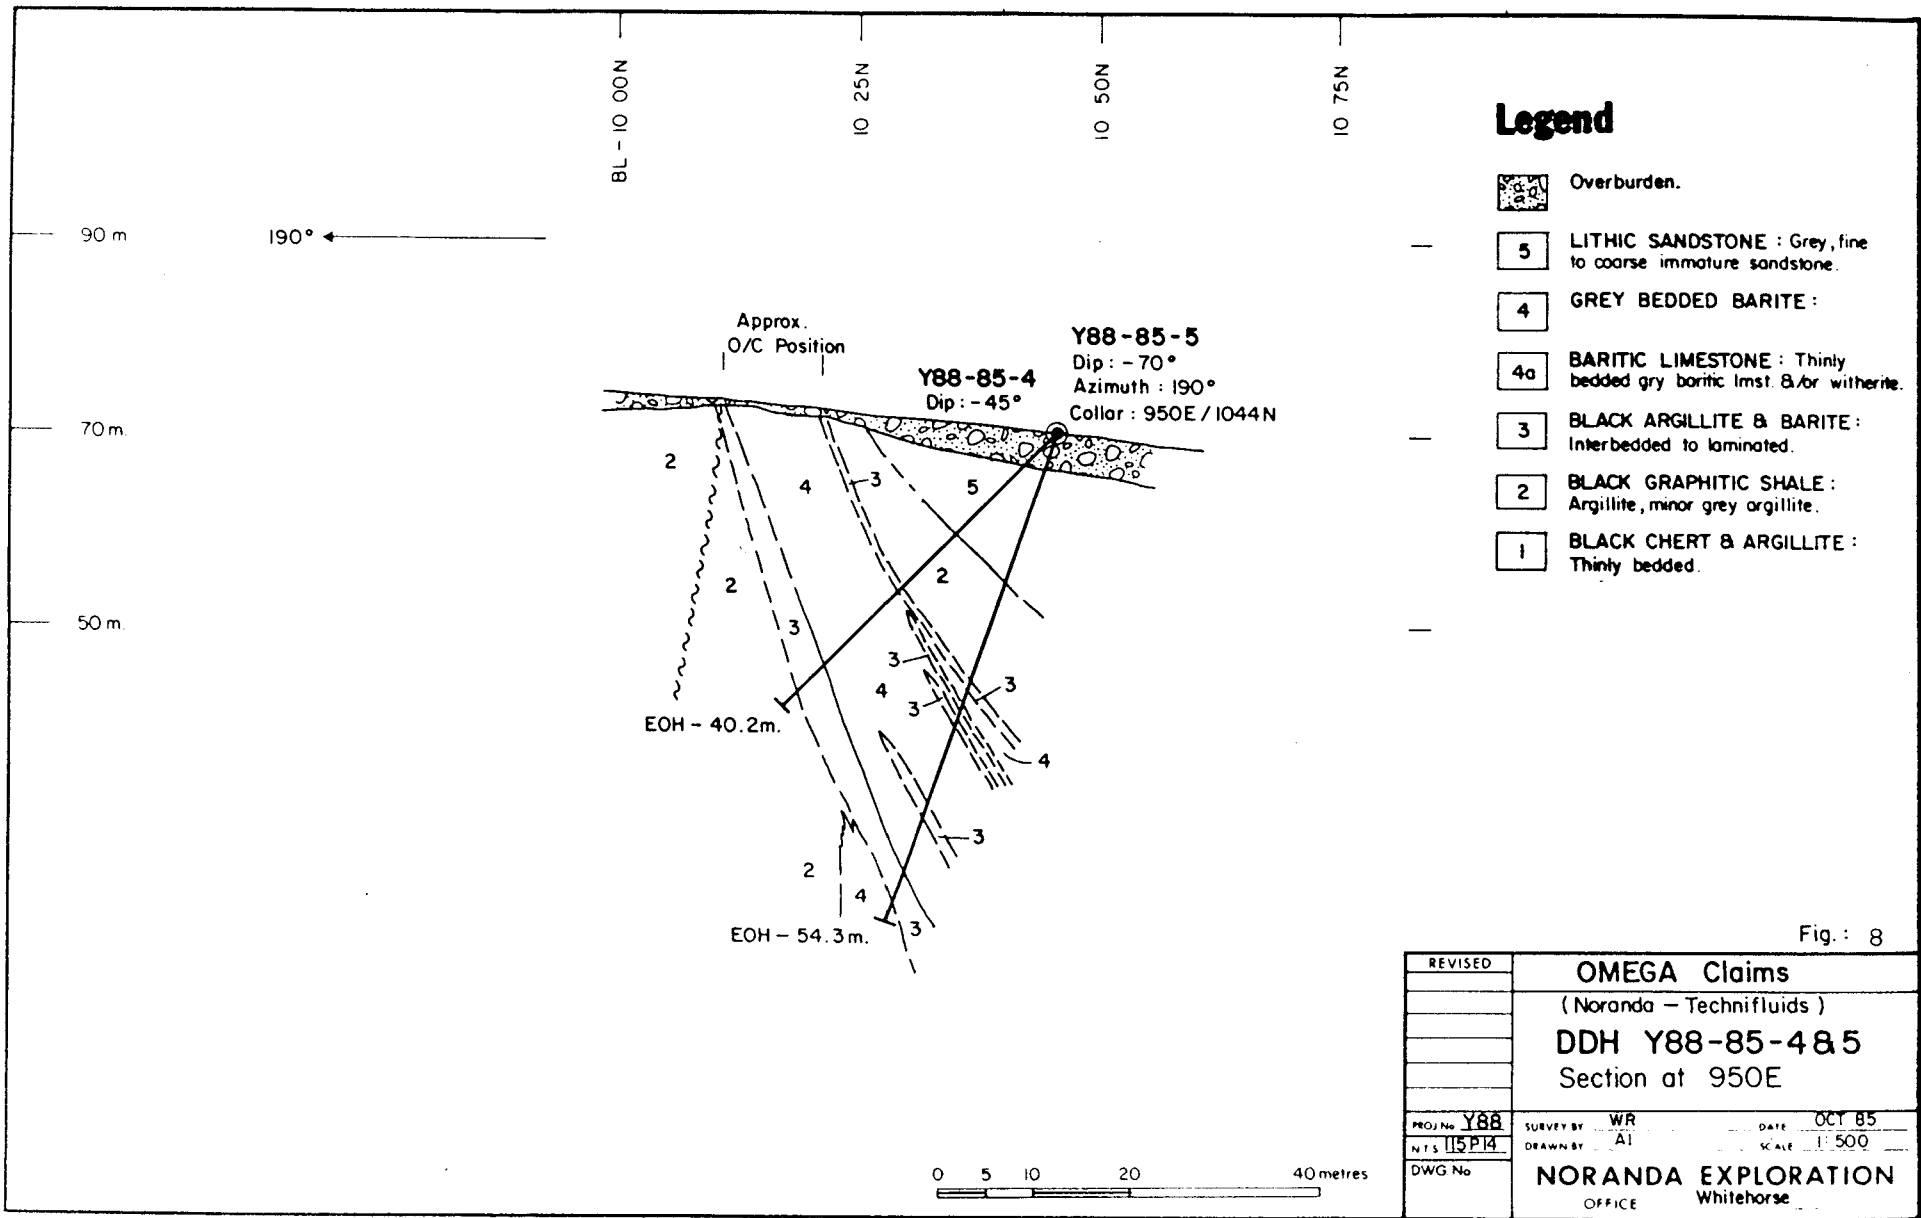 BL - 10 00N
10 25N
10 50N
10 75N
Legend
Overburden.
5 LITHIC SANDSTONE : Grey, fine
to coarse immature sandstone.
4 GREY BEDDED BARITE :
4a BARITIC LIMESTONE : Thinly
bedded gry baritic lmst. &/or witherite.
3 BLACK ARGILLITE & BARITE :
Interbedded to laminated.
2 BLACK GRAPHITIC SHALE :
Argillite, minor grey argillite.
1 BLACK CHERT & ARGILLITE :
Thinly bedded.
90 m
190°
70 m.
50 m.
Approx.
O/C Position
Y88-85-4
Dip : -45°
Y88-85-5
Dip : -70°
Azimuth : 190°
Collar : 950E / 1044N
2
4
3
5
2
2
3
3
4
3
3
4
3
2
4
3
EOH - 40.2m.
EOH - 54.3m.
0 5 10 20 40 metres
Fig. : 8
REVISED
OMEGA Claims
(Noranda - Technifluids)
DDH Y88-85-4&5
Section at 950E
PROJ. No Y88
SURVEY BY WR
DATE OCT 85
N T S 115P14
DRAWN BY AI
SCALE 1:500
DWG No
NORANDA EXPLORATION
OFFICE Whitehorse